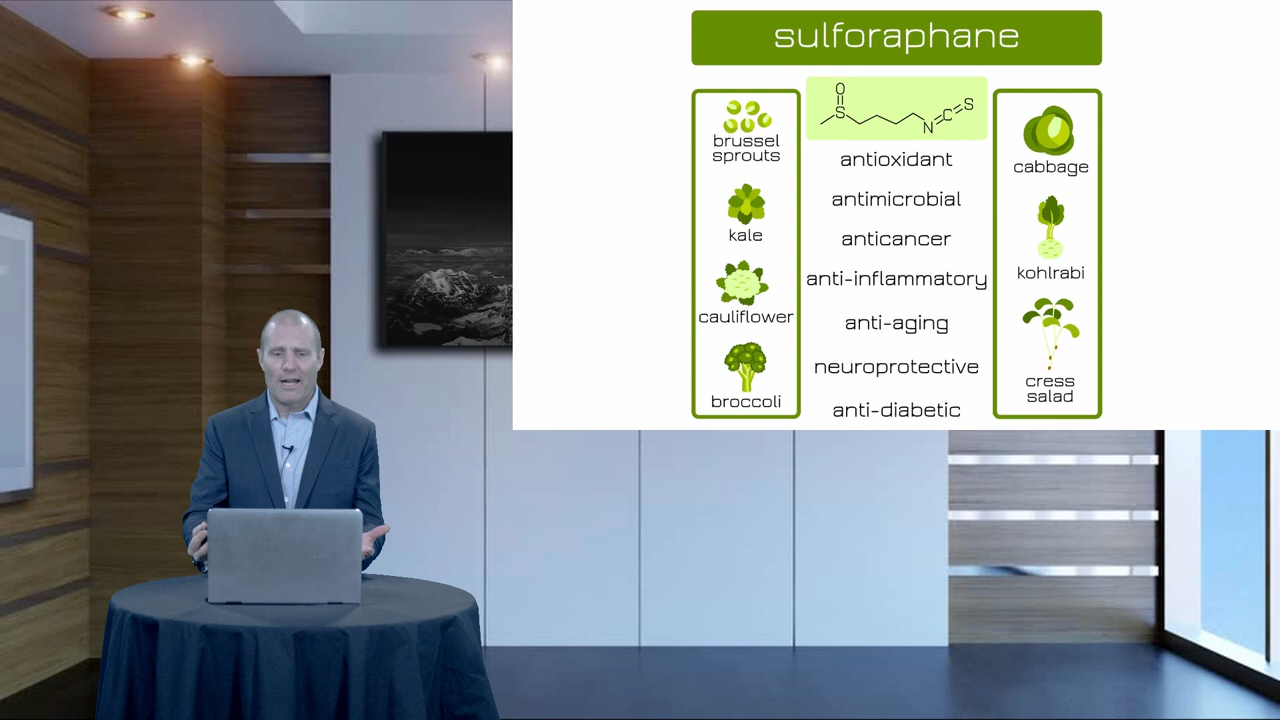 sulforaphane
brussel
sprouts
kale
cauliflower
broccoli
O
S
N
C
S
antioxidant
antimicrobial
anticancer
anti-inflammatory
anti-aging
neuroprotective
anti-diabetic
cabbage
kohlrabi
cress
salad